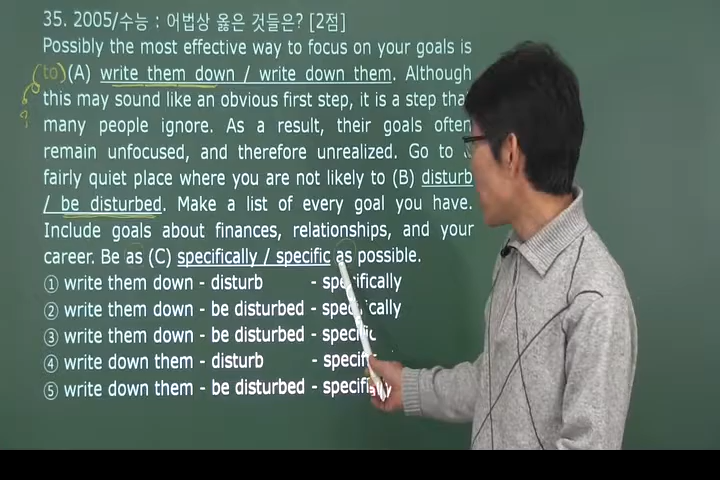 35. 2005/수능 : 어법상 옳은 것들은? [2점]
Possibly the most effective way to focus on your goals is
(to) (A) write them down / write down them. Although
this may sound like an obvious first step, it is a step
many people ignore. As a result, their goals often
remain unfocused, and therefore unrealized. Go to
fairly quiet place where you are not likely to (B) disturb
/ be disturbed. Make a list of every goal you have.
Include goals about finances, relationships, and your
career. Be as (C) specifically / specific as possible.
① write them down - disturb - specifically
② write them down - be disturbed - specifically
③ write them down - be disturbed - specific
④ write down them - disturb
⑤ write down them - be disturbed - specifically